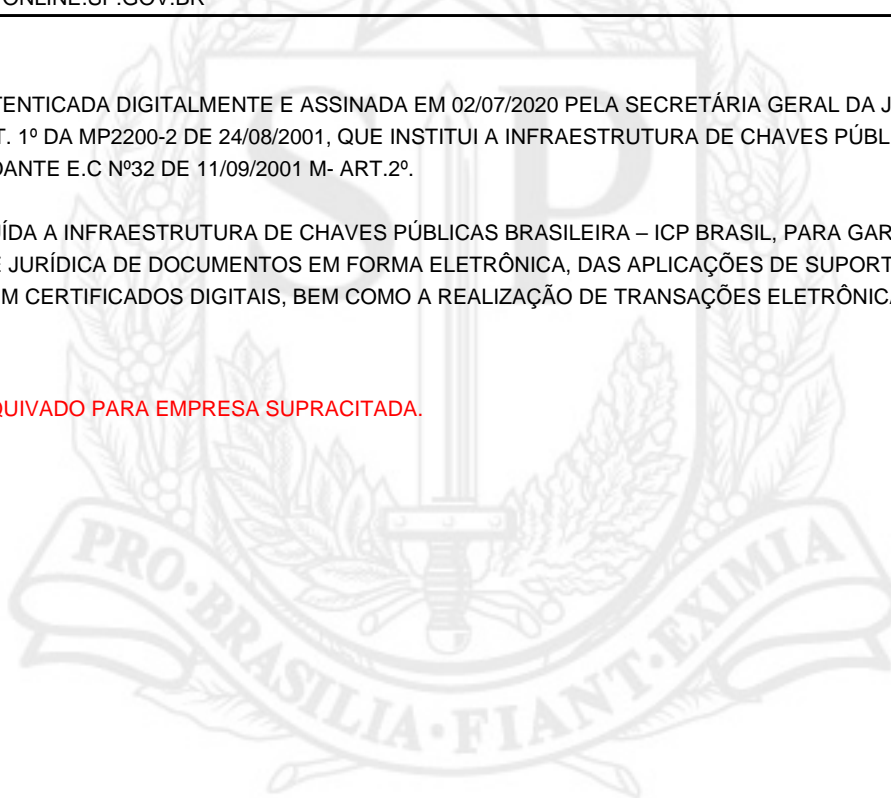 ONLINE.SP.GOV.BR
TENTICADA DIGITALMENTE E ASSINADA EM 02/07/2020 PELA SECRETÁRIA GERAL DA J
T. 1º DA MP2200-2 DE 24/08/2001, QUE INSTITUI A INFRAESTRUTURA DE CHAVES PÚBL
DANTE E.C Nº32 DE 11/09/2001 M- ART.2º.
ÍDA A INFRAESTRUTURA DE CHAVES PÚBLICAS BRASILEIRA – ICP BRASIL, PARA GAR
E JURÍDICA DE DOCUMENTOS EM FORMA ELETRÔNICA, DAS APLICAÇÕES DE SUPORT
M CERTIFICADOS DIGITAIS, BEM COMO A REALIZAÇÃO DE TRANSAÇÕES ELETRÔNICA
QUIVADO PARA EMPRESA SUPRACITADA.
SP
PRO·BRASILIA·FIANT·EXIMIA